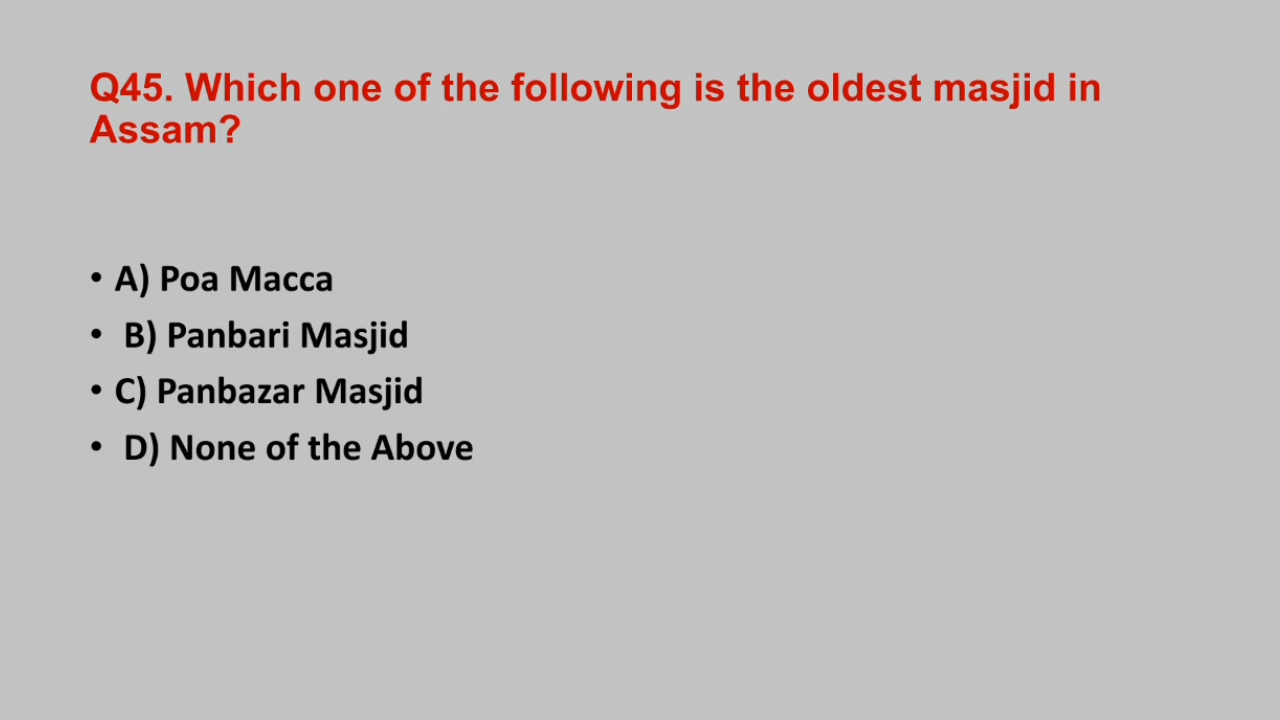 Q45. Which one of the following is the oldest masjid in
Assam?
• A) Poa Macca
• B) Panbari Masjid
• C) Panbazar Masjid
• D) None of the Above